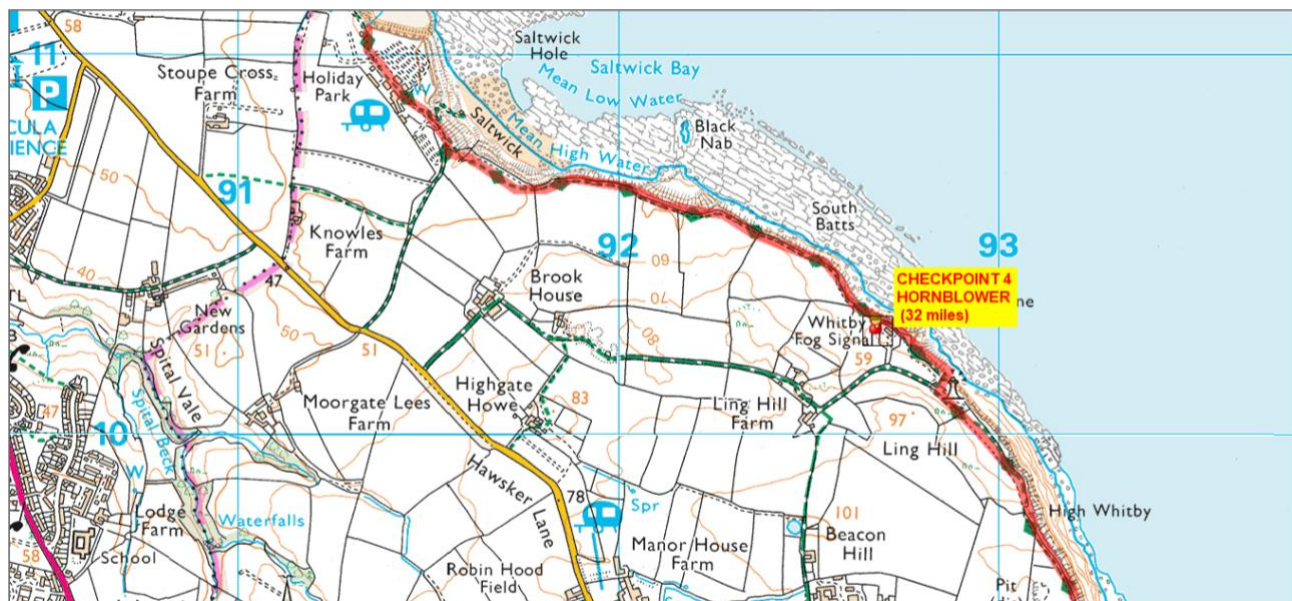 58
11
P
CULA
IENCE
Stoupe Cross
Farm
Holiday
Park
W
Saltwick
Hole
Saltwick Bay
Mean Low Water
Saltwick
Mean High Water
Black
Nab
South
Batts
50
91
92
93
Knowles
Farm
40
47
60
70
80
Brook
House
CHECKPOINT 4
HORNBLOWER
(32 miles)
ne
Whitby
Fog Signal
59
New
Gardens
51
50
51
Spital Vale
Spital Beck
Moorgate Lees
Farm
Highgate
Howe
83
Ling Hill
Farm
97
Ling Hill
47
10
W
Lodge
Farm
Waterfalls
School
58
Hawsker Lane
78
Spr
Robin Hood
Field
Manor House
Farm
101
Beacon
Hill
High Whitby
Pit